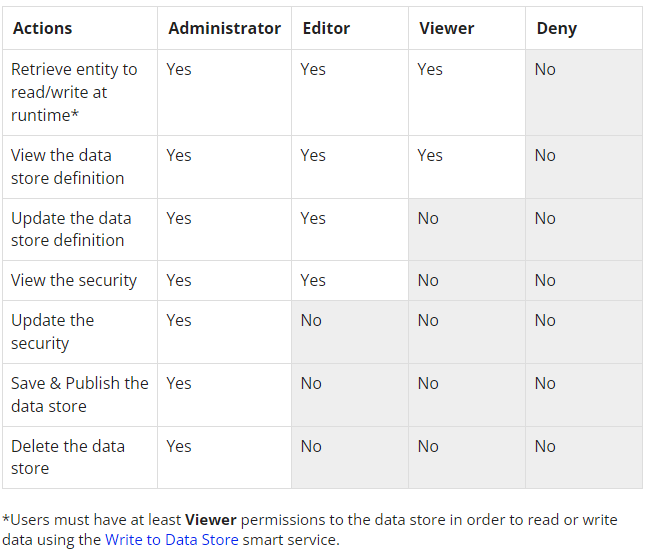 Actions Administrator Editor Viewer Deny
Retrieve entity to Yes Yes Yes No
read/write at
runtime*
View the data Yes Yes Yes No
store definition
Update the data Yes Yes No No
store definition
View the security Yes Yes No No
Update the Yes No No No
security
Save & Publish the Yes No No No
data store
Delete the data Yes No No No
store
*Users must have at least Viewer permissions to the data store in order to read or write
data using the Write to Data Store smart service.